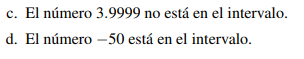 c. El número 3.9999 no está en el intervalo.
d. El número −50 está en el intervalo.